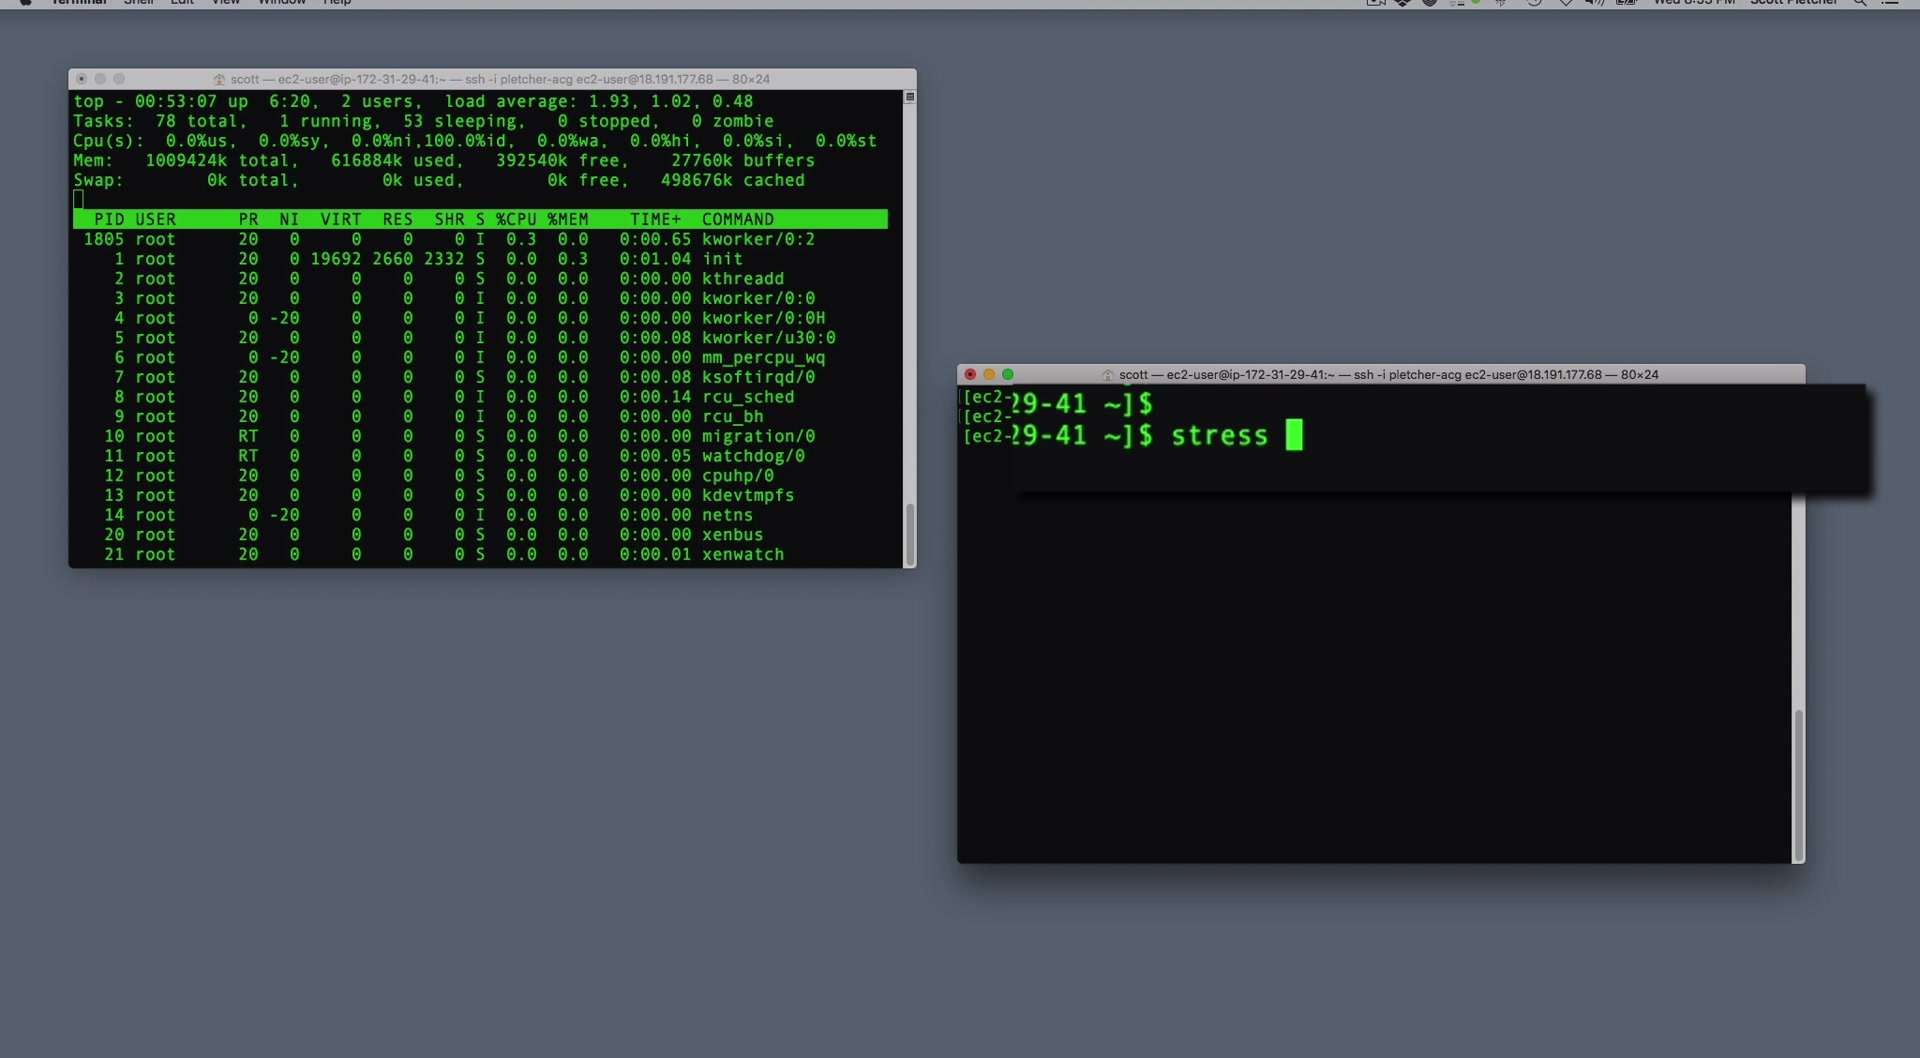 Terminal Shell Edit View Window Help Wed 8:53 PM Scott Pletcher
scott — ec2-user@ip-172-31-29-41:~ — ssh -i pletcher-acg ec2-user@18.191.177.68 — 80×24
top - 00:53:07 up  6:20,  2 users,  load average: 1.93, 1.02, 0.48
Tasks:  78 total,   1 running,  53 sleeping,   0 stopped,   0 zombie
Cpu(s):  0.0%us,  0.0%sy,  0.0%ni,100.0%id,  0.0%wa,  0.0%hi,  0.0%si,  0.0%st
Mem:   1009424k total,   616884k used,   392540k free,    27760k buffers
Swap:        0k total,        0k used,        0k free,   498676k cached
PID USER      PR  NI  VIRT  RES  SHR S %CPU %MEM    TIME+  COMMAND
1805 root      20   0     0    0    0 I  0.3  0.0   0:00.65 kworker/0:2
1 root      20   0 19692 2660 2332 S  0.0  0.3   0:01.04 init
2 root      20   0     0    0    0 S  0.0  0.0   0:00.00 kthreadd
3 root      20   0     0    0    0 I  0.0  0.0   0:00.00 kworker/0:0
4 root       0 -20     0    0    0 I  0.0  0.0   0:00.00 kworker/0:0H
5 root      20   0     0    0    0 I  0.0  0.0   0:00.08 kworker/u30:0
6 root       0 -20     0    0    0 I  0.0  0.0   0:00.00 mm_percpu_wq
7 root      20   0     0    0    0 S  0.0  0.0   0:00.08 ksoftirqd/0
8 root      20   0     0    0    0 I  0.0  0.0   0:00.14 rcu_sched
9 root      20   0     0    0    0 I  0.0  0.0   0:00.00 rcu_bh
10 root      RT   0     0    0    0 S  0.0  0.0   0:00.00 migration/0
11 root      RT   0     0    0    0 S  0.0  0.0   0:00.05 watchdog/0
12 root      20   0     0    0    0 S  0.0  0.0   0:00.00 cpuhp/0
13 root      20   0     0    0    0 S  0.0  0.0   0:00.00 kdevtmpfs
14 root       0 -20     0    0    0 I  0.0  0.0   0:00.00 netns
20 root      20   0     0    0    0 S  0.0  0.0   0:00.00 xenbus
21 root      20   0     0    0    0 S  0.0  0.0   0:00.01 xenwatch
scott — ec2-user@ip-172-31-29-41:~ — ssh -i pletcher-acg ec2-user@18.191.177.68 — 80×24
[[ec2-
29-41 ~]$
[[ec2-
[ec2-
29-41 ~]$ stress